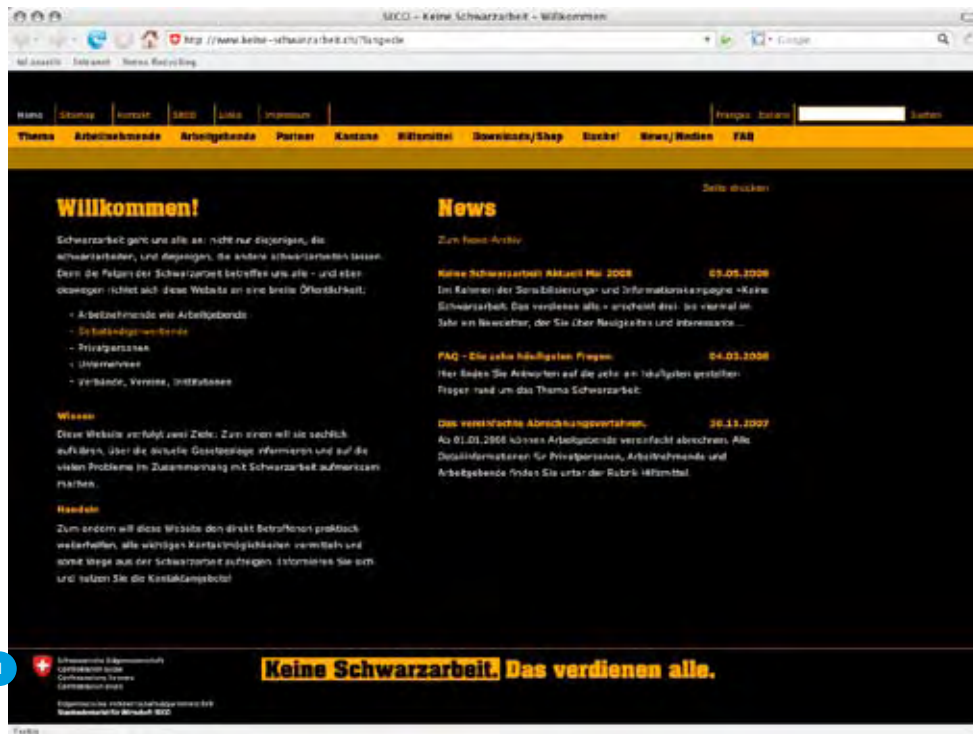 SECO – Keine Schwarzarbeit – Willkommen
http://www.keine-schwarzarbeit.ch/?lang=de
Google
Intranet
Home Sitemap Kontakt SECO Links Impressum Français Italiano Suchen
Thema Arbeitnehmende Arbeitgebende Partner Kantone Hilfsmittel Downloads/Shop News/Medien FAQ
Seite drucken
Willkommen!
Schwarzarbeit geht uns alle an: nicht nur diejenigen, die
schwarzarbeiten, und diejenigen, die andere schwarzarbeiten lassen.
Denn die Folgen der Schwarzarbeit betreffen uns alle – und eben
deswegen richtet sich diese Website an eine breite Öffentlichkeit:
- Arbeitnehmende wie Arbeitgebende
- Selbständigerwerbende
- Privatpersonen
- Unternehmen
- Verbände, Vereine, Institutionen
Wissen
Diese Website verfolgt zwei Ziele: Zum einen will sie sachlich
aufklären, über die aktuelle Gesetzeslage informieren und auf die
vielen Probleme im Zusammenhang mit Schwarzarbeit aufmerksam
machen.
Handeln
Zum andern will diese Website den direkt Betroffenen praktisch
weiterhelfen, alle wichtigen Kontaktmöglichkeiten vermitteln und
somit Wege aus der Schwarzarbeit aufzeigen. Informieren Sie sich
und nutzen Sie die Kontaktangebote!
News
Zum News-Archiv
Keine Schwarzarbeit Aktuell Mai 2008 05.05.2008
Im Rahmen der Sensibilisierungs- und Informationskampagne «Keine
Schwarzarbeit. Das verdienen alle.» erscheint drei- bis viermal im
Jahr ein Newsletter, der Sie über Neuigkeiten und Interessante...
FAQ – Die zehn häufigsten Fragen. 04.03.2008
Hier finden Sie Antworten auf die zehn am häufigsten gestellten
Fragen rund um das Thema Schwarzarbeit.
Das vereinfachte Abrechnungsverfahren. 30.11.2007
Ab 01.01.2008 können Arbeitgebende vereinfacht abrechnen. Alle
Detailinformationen für Privatpersonen, Arbeitnehmende und
Arbeitgebende finden Sie unter der Rubrik Hilfsmittel.
Schweizerische Eidgenossenschaft
Confédération suisse
Confederazione Svizzera
Confederaziun svizra
Staatssekretariat für Wirtschaft SECO
Keine Schwarzarbeit. Das verdienen alle.